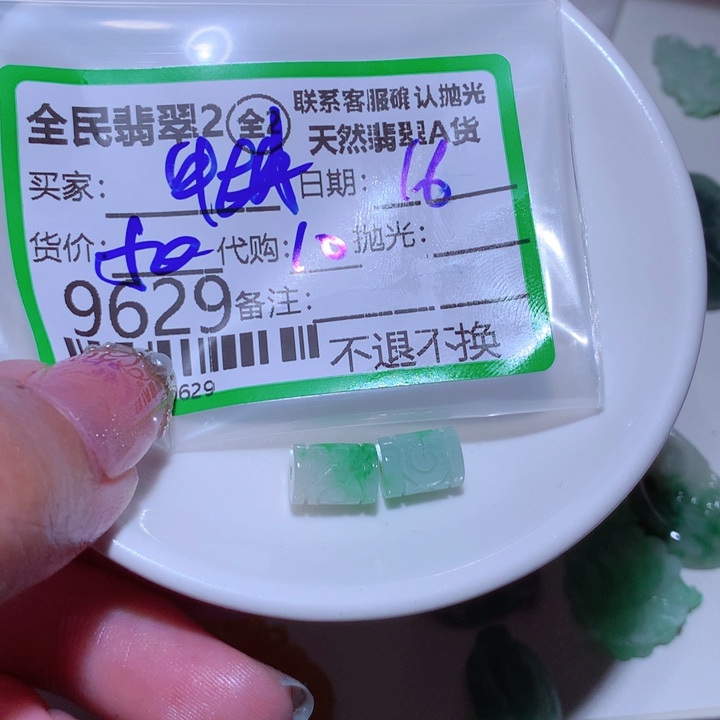 全民翡翠2 全2 联系客服确认抛光
天然翡翠A货
买家: 日期: 16
货价: 50 代购: 10 抛光:
9629 备注:
不退不换
629